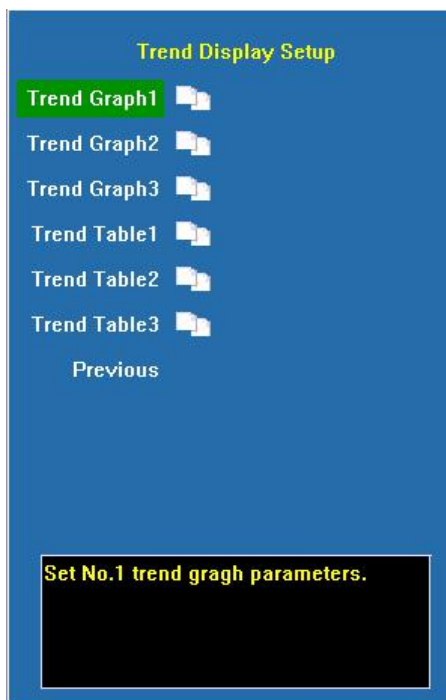 Trend Display Setup
Trend Graph1
Trend Graph2
Trend Graph3
Trend Table1
Trend Table2
Trend Table3
Previous
Set No.1 trend gragh parameters.